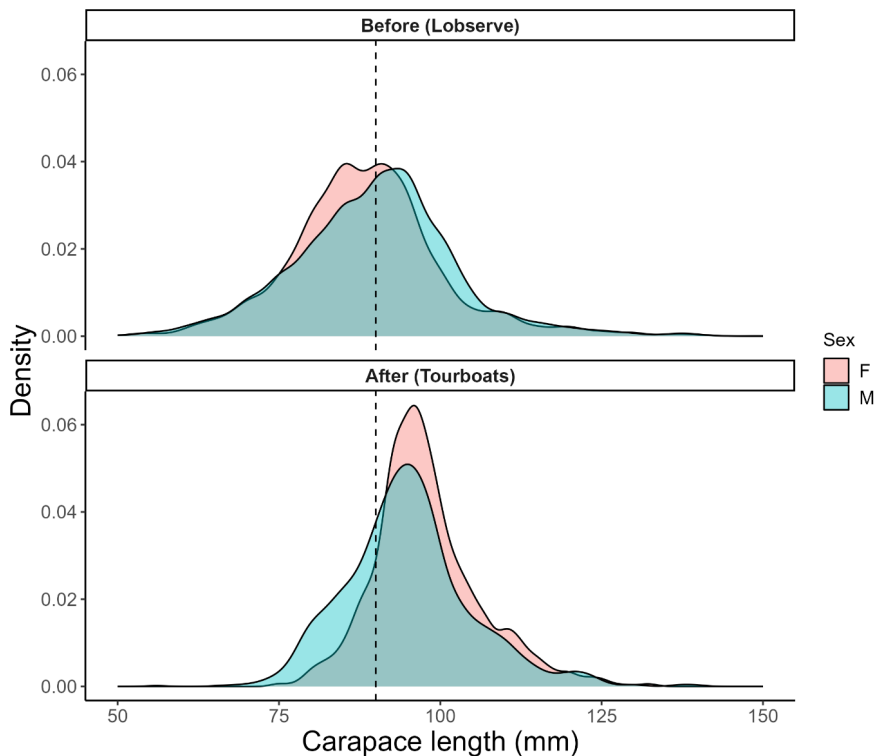 Before (Lobserve)
0.06
0.04
0.02
0.00
Density
After (Tourboats)
0.06
0.04
0.02
0.00
50 75 100 125 150
Carapace length (mm)
Sex
F
M